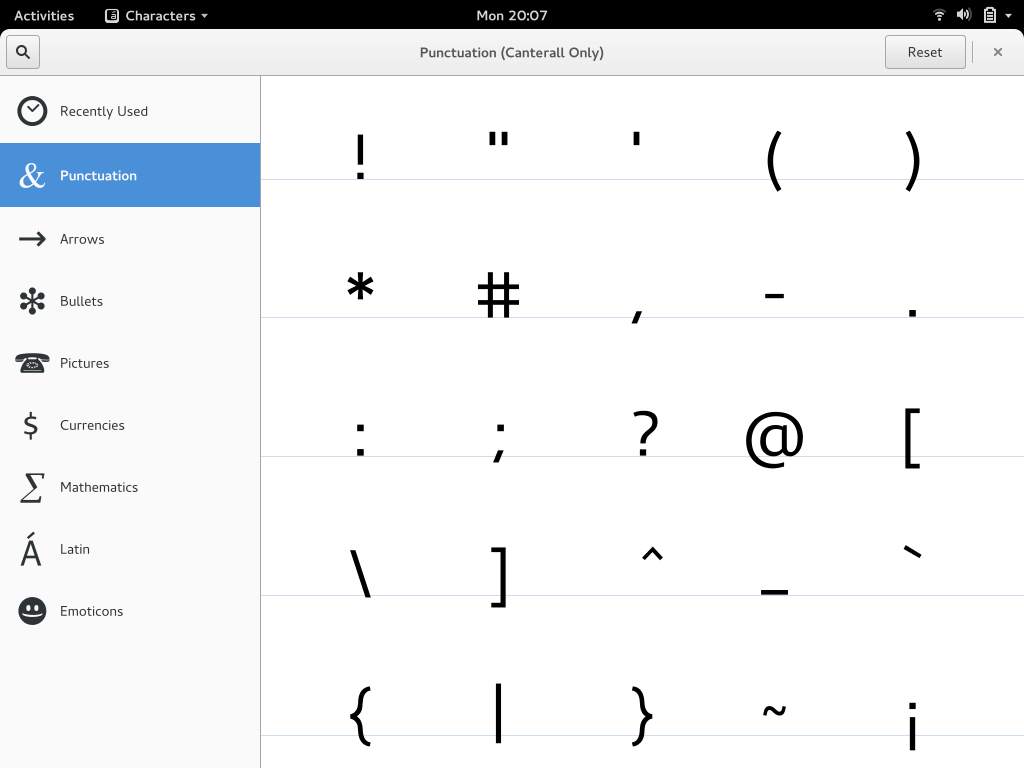 Activities Characters Mon 20:07
Punctuation (Canterall Only) Reset
Recently Used
Punctuation
Arrows
Bullets
Pictures
Currencies
Mathematics
Latin
Emoticons
! " ' ( )
* # , - .
: ; ? @ [
\ ] ^ _ `
{ | } ~ ¡